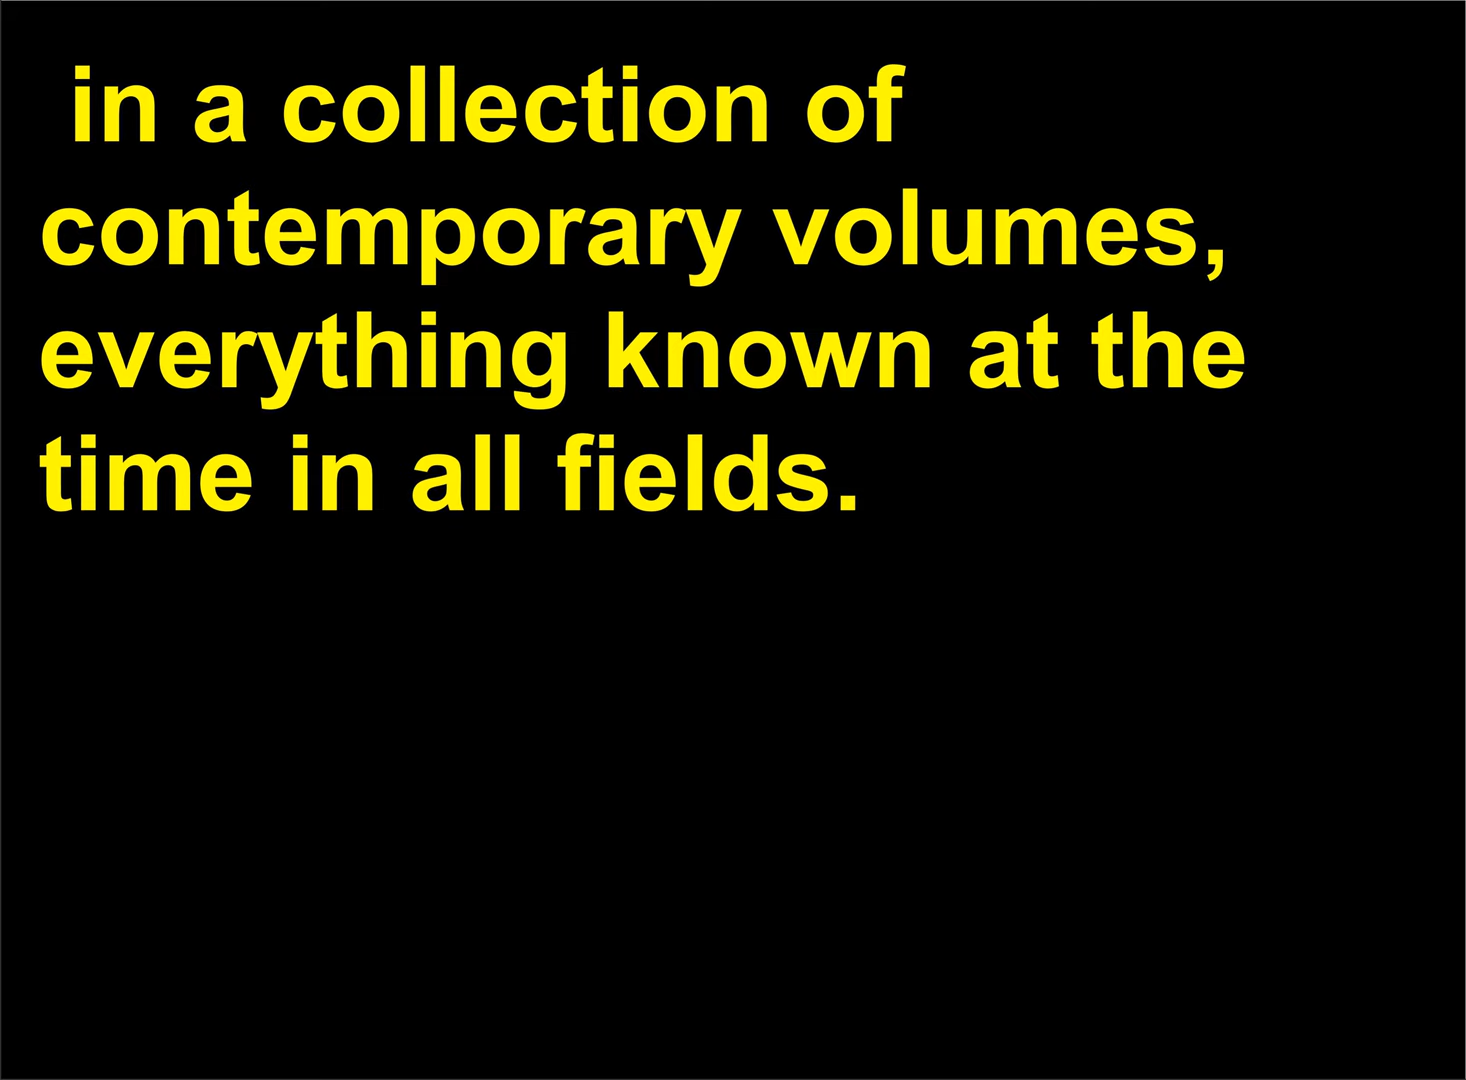 in a collection of
contemporary volumes,
everything known at the
time in all fields.